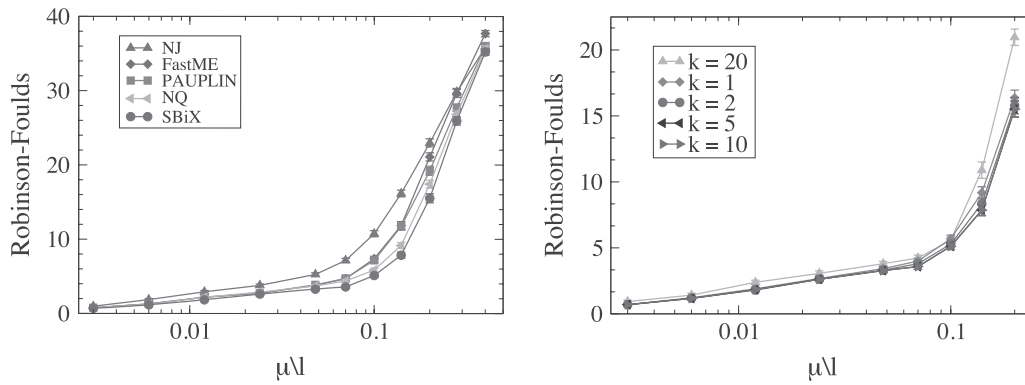 Robinson-Foulds
40
30
20
10
0
NJ
FastME
PAUPLIN
NQ
SBiX
0.01
0.1
μ\l
Robinson-Foulds
20
15
10
5
0
k = 20
k = 1
k = 2
k = 5
k = 10
0.01
0.1
μ\l